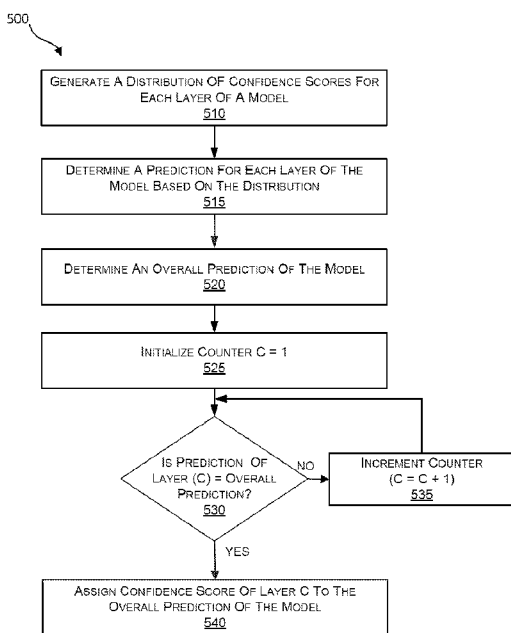 500
GENERATE A DISTRIBUTION OF CONFIDENCE SCORES FOR
EACH LAYER OF A MODEL
510
DETERMINE A PREDICTION FOR EACH LAYER OF THE
MODEL BASED ON THE DISTRIBUTION
515
DETERMINE AN OVERALL PREDICTION OF THE MODEL
520
INITIALIZE COUNTER C = 1
525
IS PREDICTION OF
LAYER (C) = OVERALL
PREDICTION?
530
NO
INCREMENT COUNTER
(C = C + 1)
535
YES
ASSIGN CONFIDENCE SCORE OF LAYER C TO THE
OVERALL PREDICTION OF THE MODEL
540